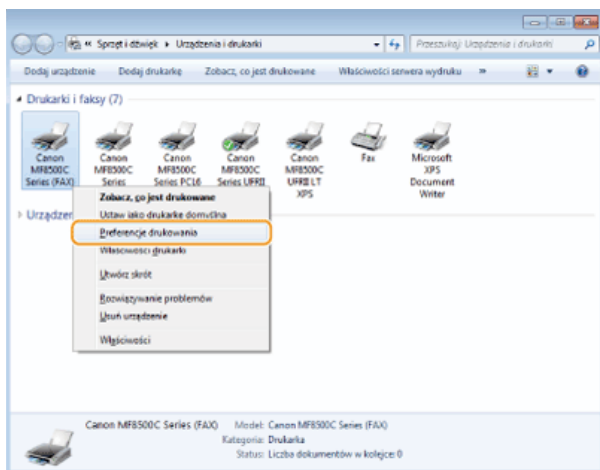 « Sprzęt i dźwięk ▸ Urządzenia i drukarki
Przeszukaj: Urządzenia i drukarki
Dodaj urządzenie Dodaj drukarkę Zobacz, co jest drukowane Właściwości serwera wydruku »
Drukarki i faksy (7)
Canon MF8500C Series (FAX)
Canon MF8500C Series
Canon MF8500C Series PCL6
Canon MF8500C Series UFRII
Canon MF8500C UFRII LT XPS
Fax
Microsoft XPS Document Writer
Urządzen
Zobacz, co jest drukowane
Ustaw jako drukarkę domyślną
Preferencje drukowania
Właściwości drukarki
Utwórz skrót
Rozwiązywanie problemów
Usuń urządzenie
Właściwości
Canon MF8500C Series (FAX) Model: Canon MF8500C Series (FAX)
Kategoria: Drukarka
Status: Liczba dokumentów w kolejce: 0